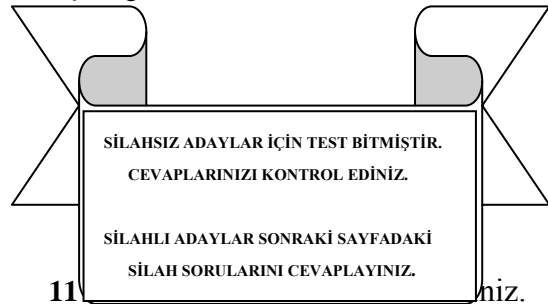 SİLAHSIZ ADAYLAR İÇİN TEST BİTMİŞTİR.
CEVAPLARINIZI KONTROL EDİNİZ.
SİLAHLI ADAYLAR SONRAKİ SAYFADAKİ
SİLAH SORULARINI CEVAPLAYINIZ.
11 niz.